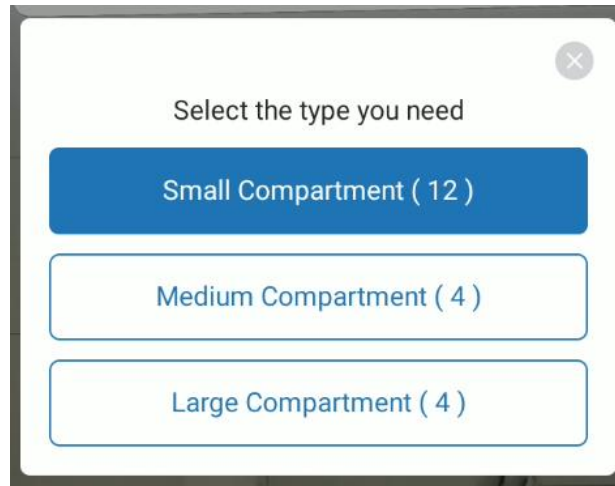 Select the type you need
Small Compartment ( 12 )
Medium Compartment ( 4 )
Large Compartment ( 4 )